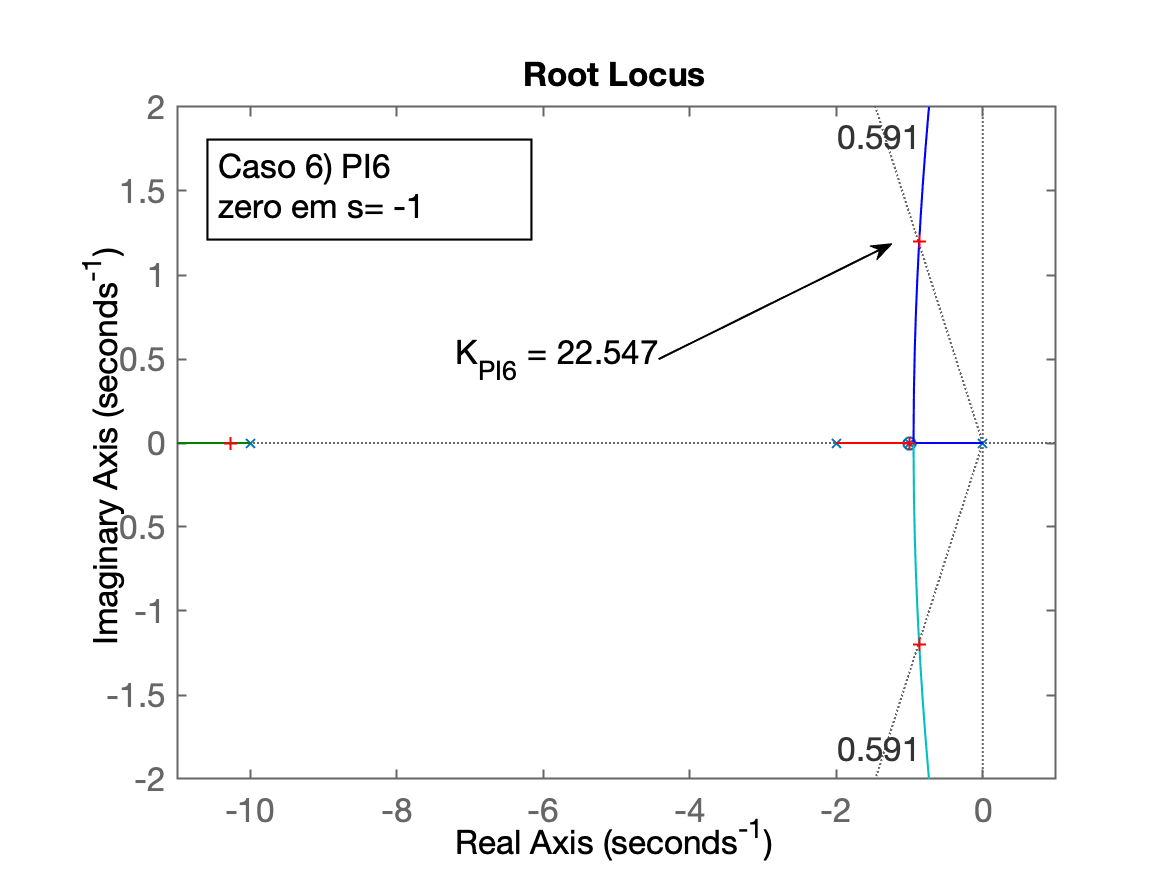 Root Locus
2
1.5
1
0.5
0
0.5
-1
-1.5
-2
Imaginary Axis (seconds⁻¹)
Caso 6) PI6
zero em s= -1
0.591
K_PI6 = 22.547
0.591
-10 -8 -6 -4 -2 0
Real Axis (seconds⁻¹)